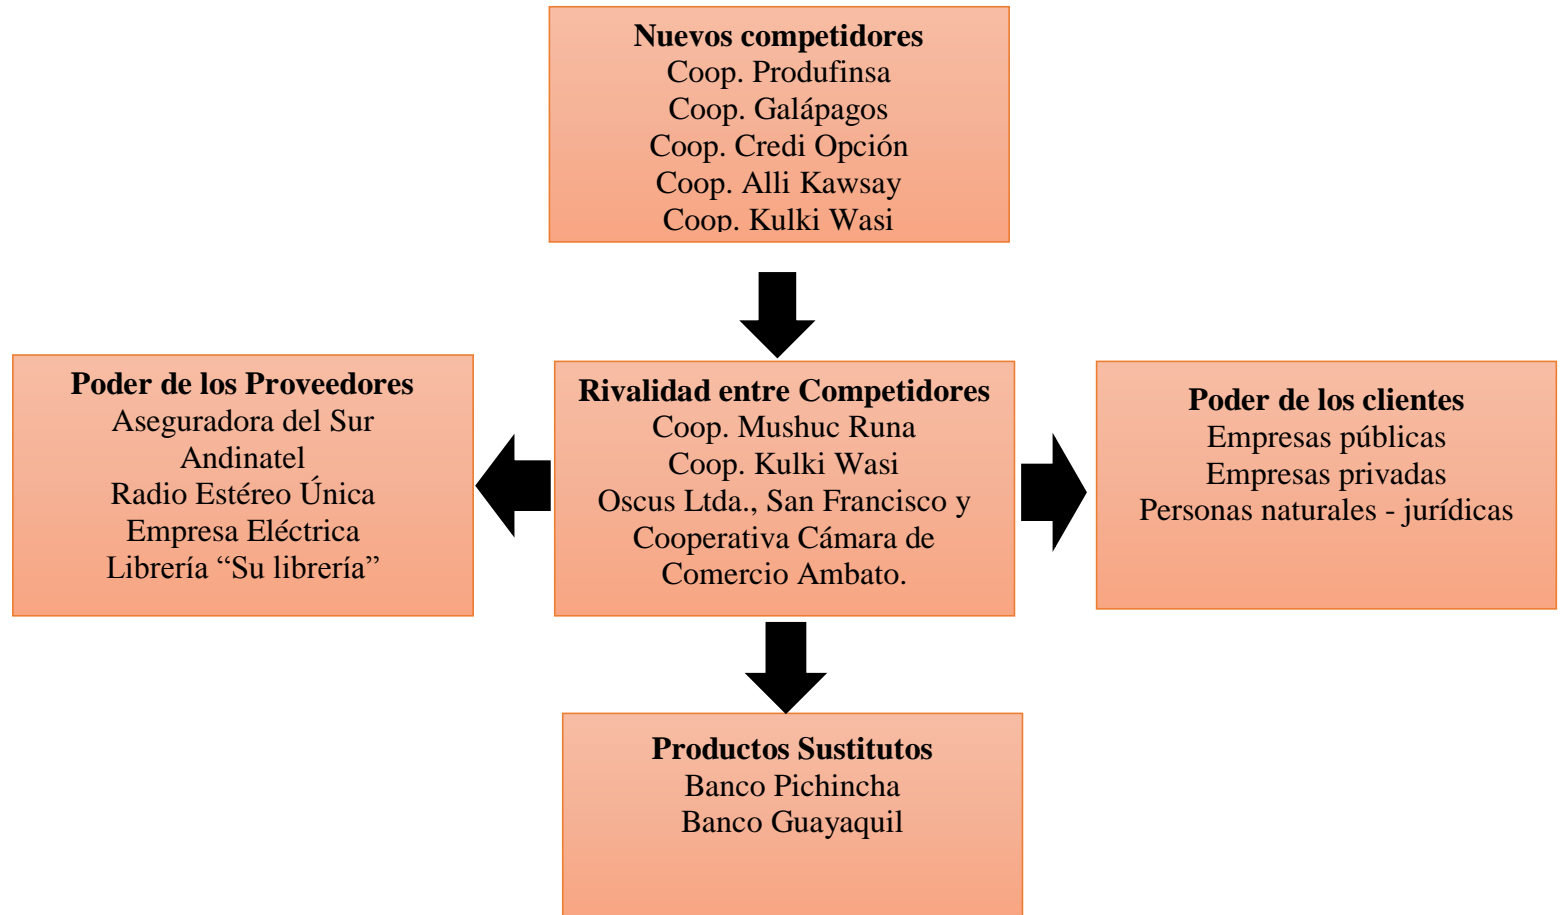 Nuevos competidores
Coop. Produfinsa
Coop. Galápagos
Coop. Credi Opción
Coop. Alli Kawsay
Coop. Kulki Wasi
Poder de los Proveedores
Aseguradora del Sur
Andinatel
Radio Estéreo Única
Empresa Eléctrica
Librería “Su librería”
Rivalidad entre Competidores
Coop. Mushuc Runa
Coop. Kulki Wasi
Oscus Ltda., San Francisco y
Cooperativa Cámara de
Comercio Ambato.
Poder de los clientes
Empresas públicas
Empresas privadas
Personas naturales - jurídicas
Productos Sustitutos
Banco Pichincha
Banco Guayaquil